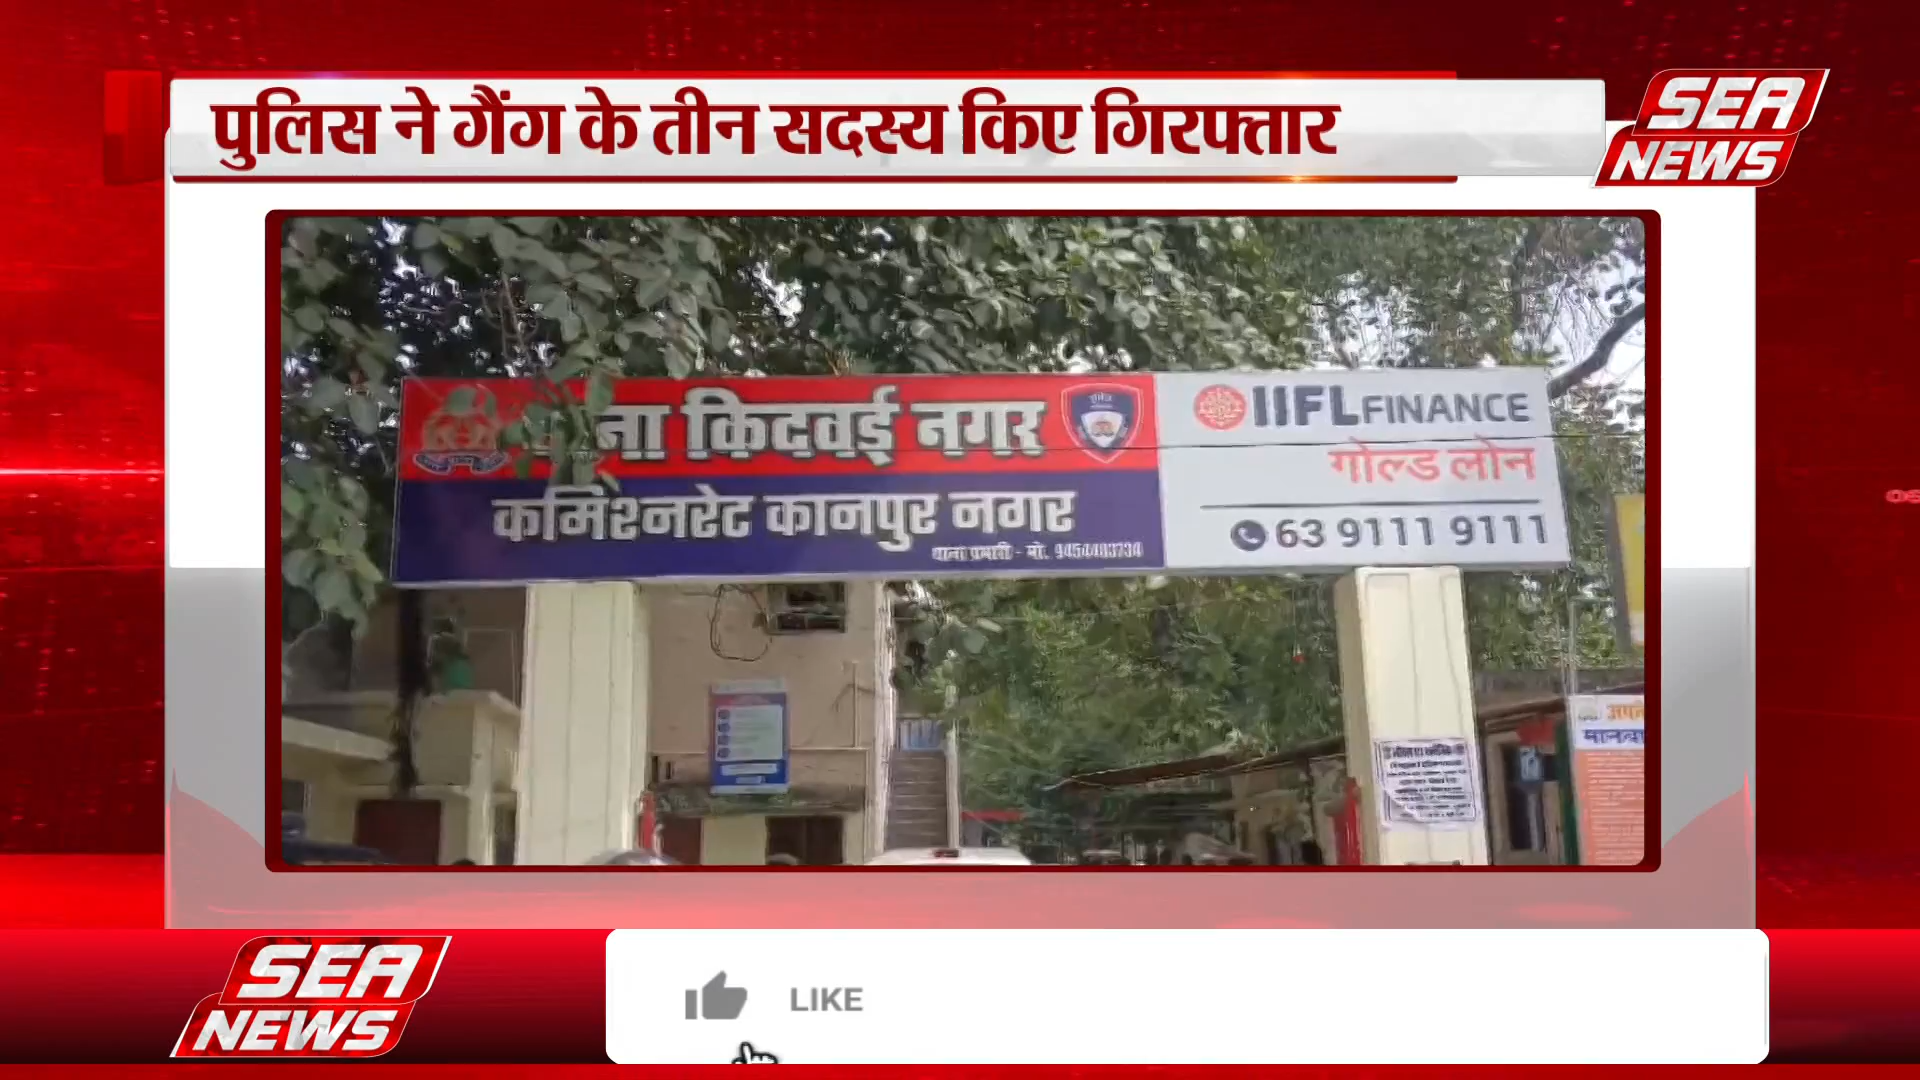 पुलिस ने गैंग के तीन सदस्य किए गिरफ्तार
SEA
NEWS
किदवई नगर
कमिश्नरेट कानपुर नगर
IIFL FINANCE
गोल्ड लोन
63 9111 9111
SEA
NEWS
LIKE